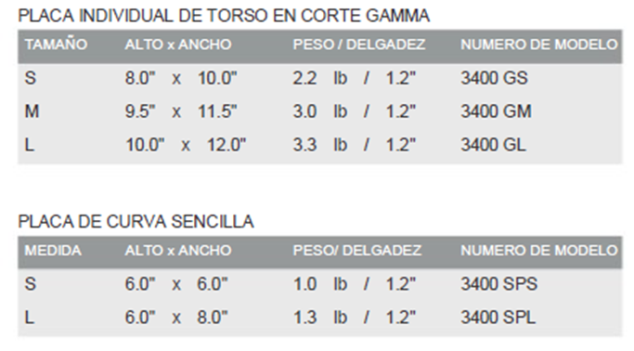 PLACA INDIVIDUAL DE TORSO EN CORTE GAMMA
TAMAÑO ALTO x ANCHO PESO / DELGADEZ NUMERO DE MODELO
S 8.0" x 10.0" 2.2 lb / 1.2" 3400 GS
M 9.5" x 11.5" 3.0 lb / 1.2" 3400 GM
L 10.0" x 12.0" 3.3 lb / 1.2" 3400 GL
PLACA DE CURVA SENCILLA
MEDIDA ALTO x ANCHO PESO/ DELGADEZ NUMERO DE MODELO
S 6.0" x 6.0" 1.0 lb / 1.2" 3400 SPS
L 6.0" x 8.0" 1.3 lb / 1.2" 3400 SPL